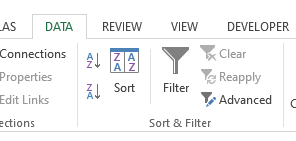 LAS DATA REVIEW VIEW DEVELOPER
Connections
Properties
Edit Links
ections
A Z
Z A
Z A
A Z
Sort
Filter
Clear
Reapply
Advanced
Sort & Filter